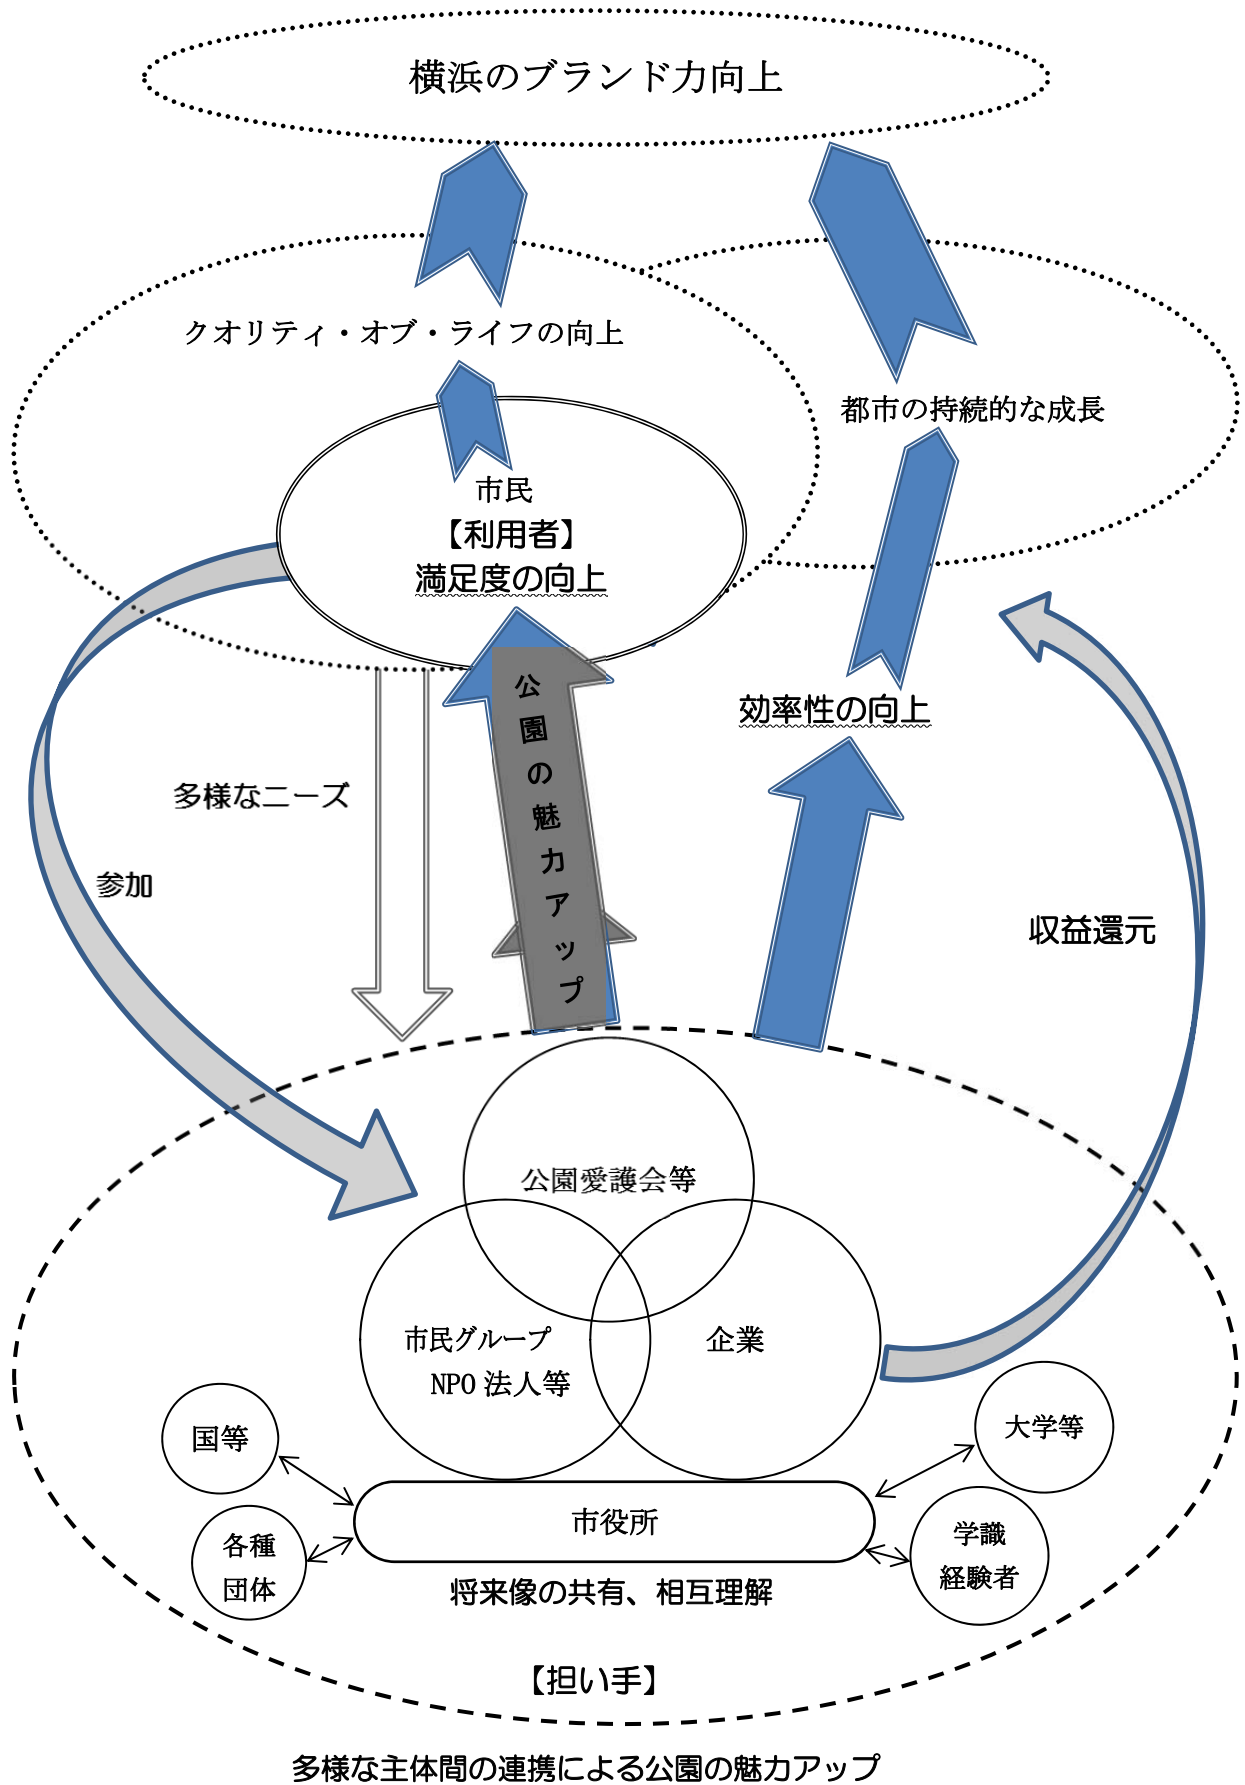 横浜のブランド力向上
クオリティ・オブ・ライフの向上
都市の持続的な成長
市民
【利用者】
満足度の向上
公園の魅力アップ
効率性の向上
多様なニーズ
参加
収益還元
公園愛護会等
市民グループ
NPO 法人等
企業
国等
大学等
市役所
各種
団体
学識
経験者
将来像の共有、相互理解
【担い手】
多様な主体間の連携による公園の魅力アップ